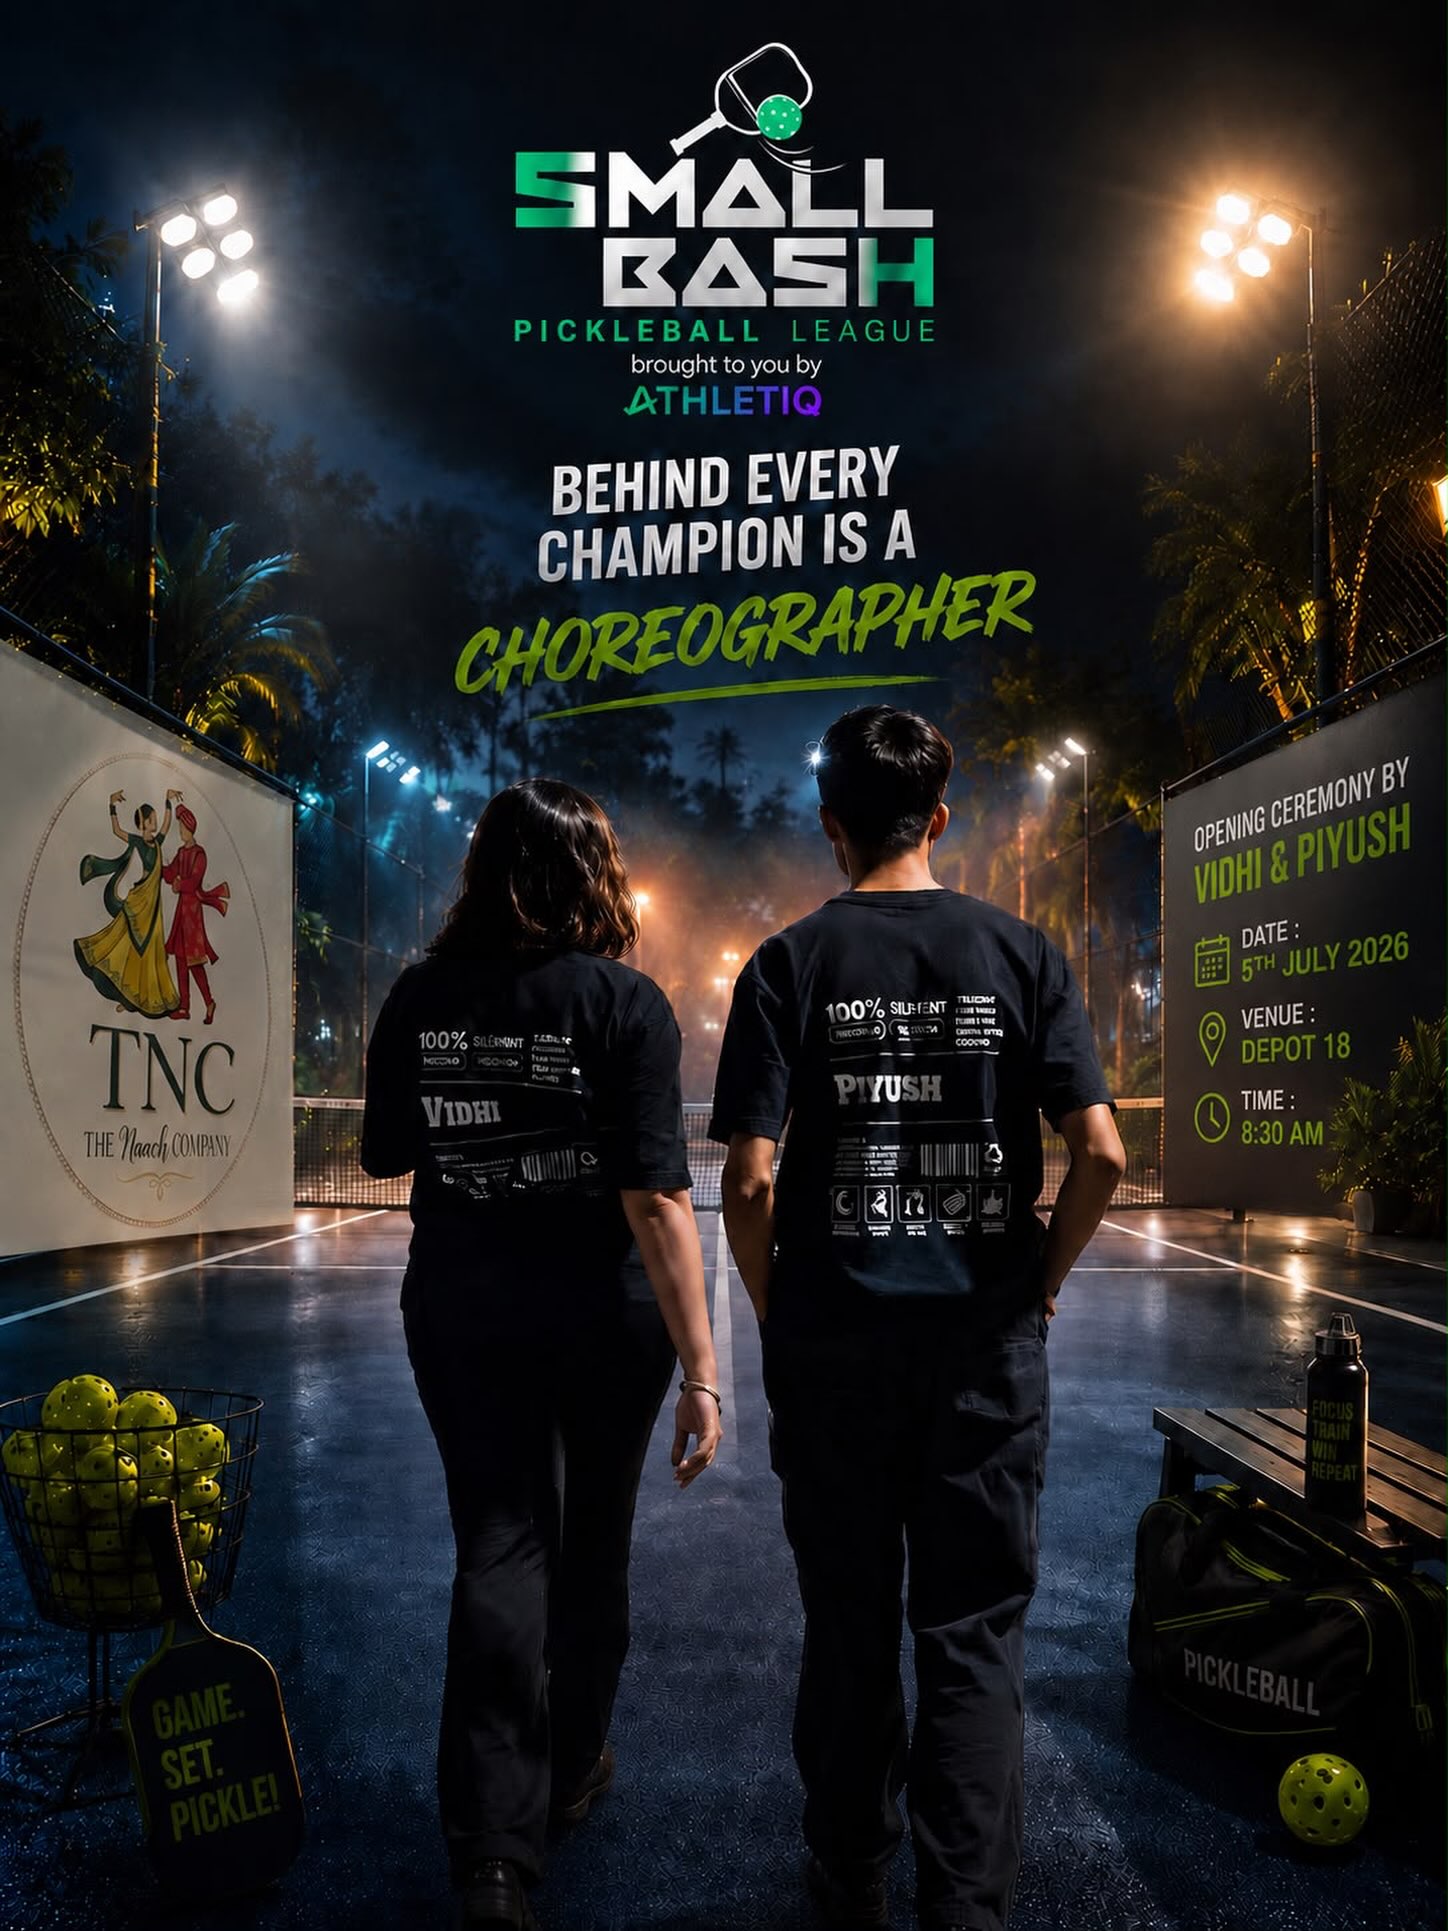 SMALL
BASH
PICKLEBALL LEAGUE
brought to you by
ATHLETIQ
BEHIND EVERY
CHAMPION IS A
CHOREOGRAPHER
TNC
THE Naach COMPANY
OPENING CEREMONY BY
VIDHI & PIYUSH
DATE :
5TH JULY 2026
VENUE :
DEPOT 18
TIME :
8:30 AM
100%
VIDHI
100%
PIYUSH
FOCUS
TRAIN
WIN
REPEAT
PICKLEBALL
GAME.
SET.
PICKLE!